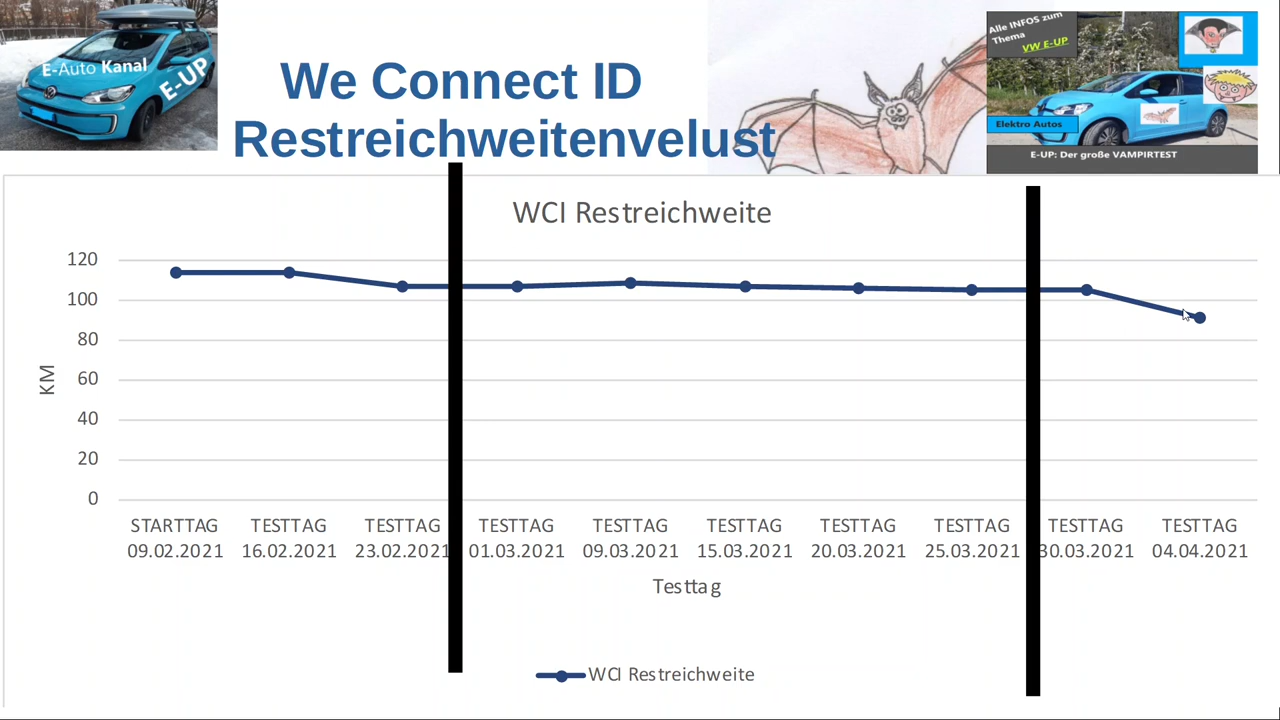 E-Auto Kanal
E-UP
We Connect ID
Restreichweitenvelust
Alle INFOS zum
Thema
VW E-UP
Elektro Autos
E-UP: Der große VAMPIRTEST
WCI Restreichweite
120
100
80
60
40
20
0
KM
STARTTAG TESTTAG TESTTAG TESTTAG TESTTAG TESTTAG TESTTAG TESTTAG TESTTAG TESTTAG
09.02.2021 16.02.2021 23.02.2021 01.03.2021 09.03.2021 15.03.2021 20.03.2021 25.03.2021 30.03.2021 04.04.2021
Testtag
WCI Restreichweite